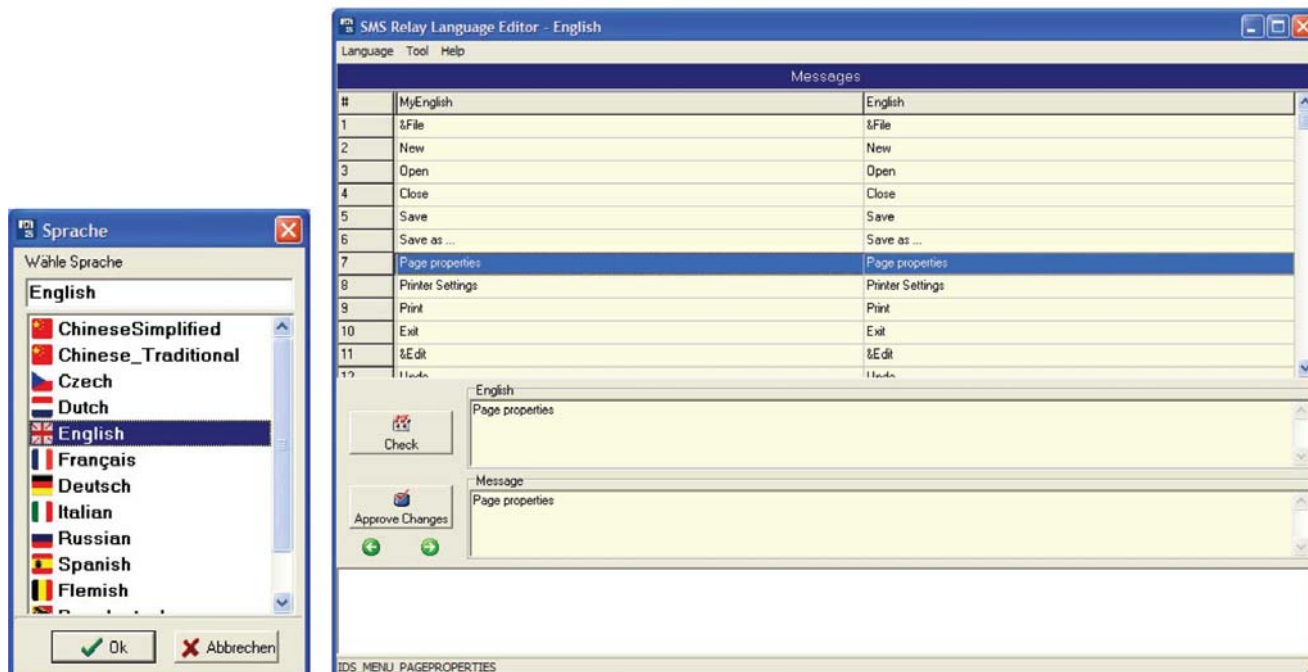 Sprache
Wähle Sprache
English
ChineseSimplified
Chinese_Traditional
Czech
Dutch
English
Français
Deutsch
Italian
Russian
Spanish
Flemish
Ok
Abbrechen
SMS Relay Language Editor - English
Language Tool Help
Messages
# MyEnglish English
1 &File &File
2 New New
3 Open Open
4 Close Close
5 Save Save
6 Save as ... Save as ...
7 Page properties Page properties
8 Printer Settings Printer Settings
9 Print Print
10 Exit Exit
11 &Edit &Edit
12 Undo Undo
English
Page properties
Check
Message
Page properties
Approve Changes
IDS_MENU_PAGEPROPERTIES